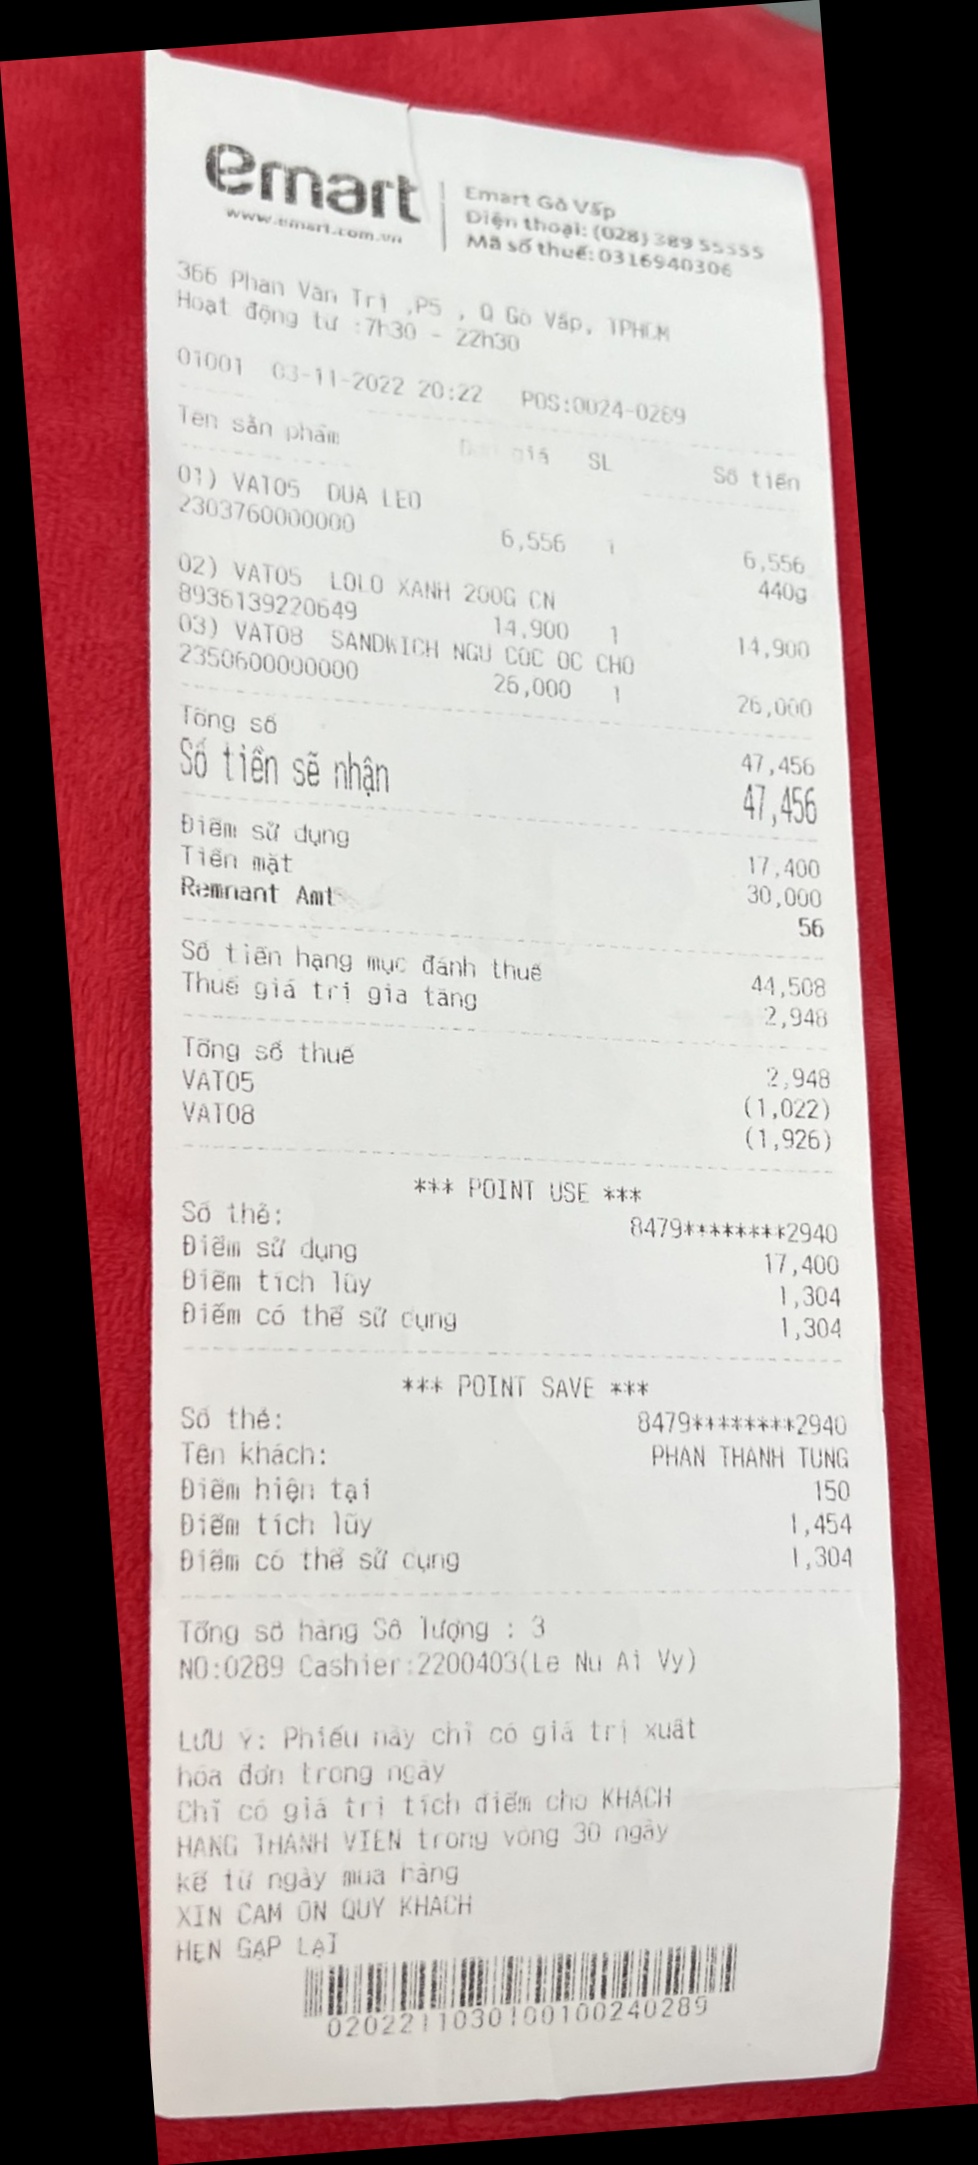 emart
www.emart.com.vn
Emart Gò Vấp
Điện thoại: (028) 389 55555
Mã số thuế: 0316940306
366 Phan Văn Trị ,P5 , Q Gò Vấp, TPHCM
Hoạt động từ :7h30 - 22h30
01001 03-11-2022 20:22 POS:0024-0289
Tên sản phẩm Đơn giá SL Số tiền
01) VAT05 DUA LEO
2303760000000 6,556 1 6,556
440g
02) VAT05 LOLO XANH 200G CN
8936139220649 14,900 1 14,900
03) VAT08 SANDWICH NGU COC OC CHO
2350600000000 26,000 1 26,000
Tổng số 47,456
Số tiền sẽ nhận 47,456
Điểm sử dụng 17,400
Tiền mặt 30,000
Remnant Amt 56
Số tiền hạng mục đánh thuế 44,508
Thuế giá trị gia tăng 2,948
Tổng số thuế 2,948
VAT05 (1,022)
VAT08 (1,926)
*** POINT USE ***
Số thẻ: 8479********2940
Điểm sử dụng 17,400
Điểm tích lũy 1,304
Điểm có thể sử dụng 1,304
*** POINT SAVE ***
Số thẻ: 8479********2940
Tên khách: PHAN THANH TUNG
Điểm hiện tại 150
Điểm tích lũy 1,454
Điểm có thể sử dụng 1,304
Tổng số hàng Số lượng : 3
NO:0289 Cashier:2200403(Le Nu Ai Vy)
LƯU Ý: Phiếu này chỉ có giá trị xuất
hóa đơn trong ngày
Chỉ có giá trị tích điểm cho KHÁCH
HÀNG THÀNH VIÊN trong vòng 30 ngày
kể từ ngày mua hàng
XIN CẢM ƠN QUÝ KHÁCH
HẸN GẶP LẠI
0202211030100100240289